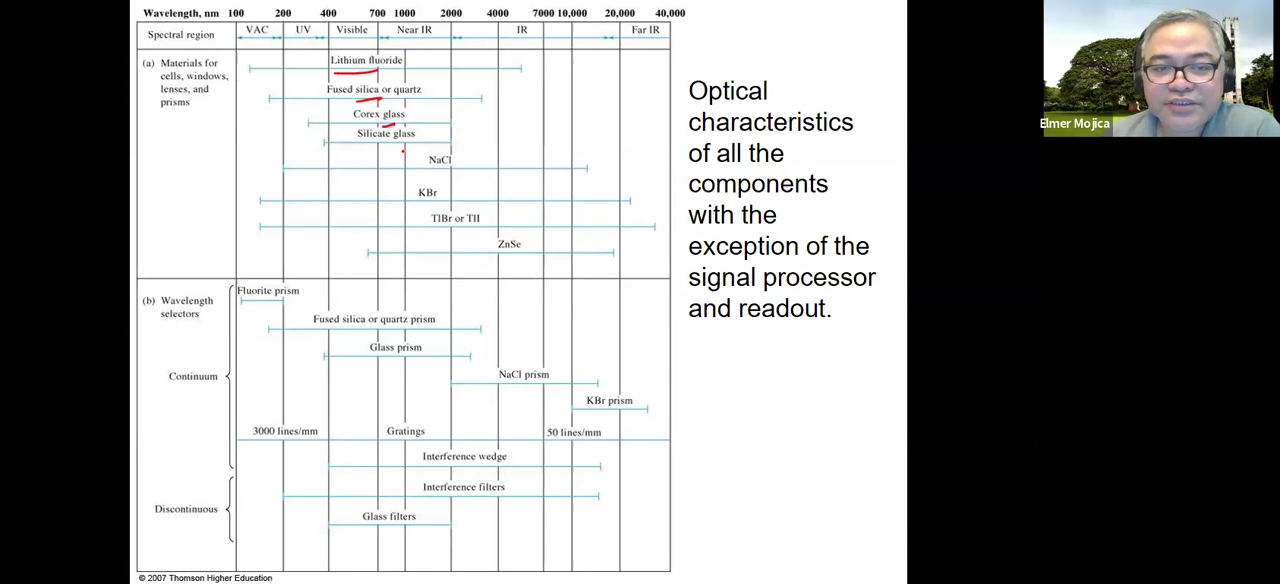 Wavelength, nm 100 200 400 700 1000 2000 4000 7000 10,000 20,000 40,000
Spectral region VAC UV Visible Near IR IR Far IR
(a) Materials for
cells, windows,
lenses, and
prisms
Lithium fluoride
Fused silica or quartz
Corex glass
Silicate glass
NaCl
KBr
TlBr or TlI
ZnSe
(b) Wavelength
selectors
Fluorite prism
Fused silica or quartz prism
Glass prism
Continuum
NaCl prism
KBr prism
3000 lines/mm Gratings 50 lines/mm
Interference wedge
Interference filters
Discontinuous
Glass filters
© 2007 Thomson Higher Education
Optical
characteristics
of all the
components
with the
exception of the
signal processor
and readout.
Elmer Mojica